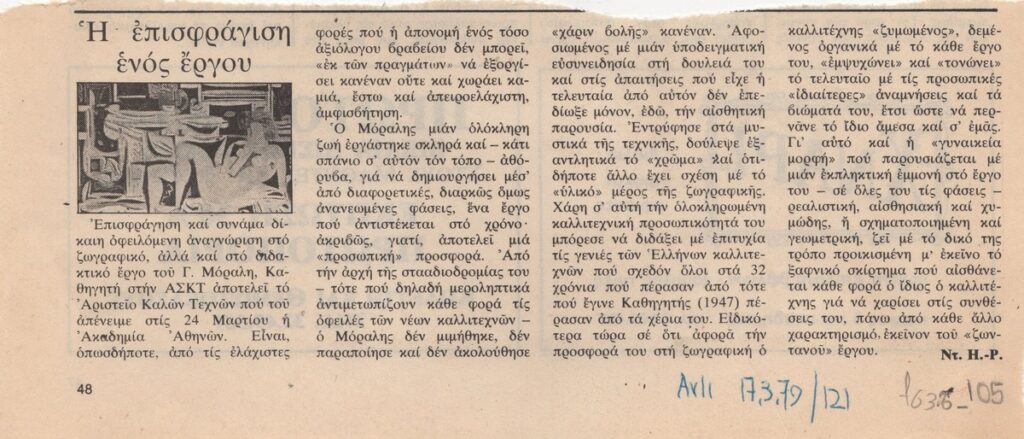 Ἡ ἐπισφράγιση
ἑνός ἔργου
Ἐπισφράγιση καί συνάμα δί-
καιη ὀφειλόμενη ἀναγνώριση στό
ζωγραφικό, ἀλλά καί στό διδα-
κτικό ἔργο τοῦ Γ. Μόραλη, Κα-
θηγητή στήν ΑΣΚΤ ἀποτελεῖ τό
Ἀριστεῖο Καλῶν Τεχνῶν πού τοῦ
ἀπένειμε στίς 24 Μαρτίου ἡ
Ἀκαδημία Ἀθηνῶν. Εἶναι,
ὁπωσδήποτε, ἀπό τίς ἐλάχιστες
φορές πού ἡ ἀπονομή ἑνός τόσο
ἀξιόλογου βραβείου δέν μπορεῖ,
«ἐκ τῶν πραγμάτων» νά ἐξοργί-
σει κανέναν οὔτε καί χωράει κα-
μιά, ἔστω καί ἀπειροελάχιστη,
ἀμφισβήτηση.
Ὁ Μόραλης μιάν ὁλόκληρη
ζωή ἐργάστηκε σκληρά καί – κάτι
σπάνιο σ' αὐτόν τόν τόπο – ἀθό-
ρυβα, γιά νά δημιουργήσει μέσ'
ἀπό διαφορετικές, διαρκῶς ὅμως
ἀνανεωμένες φάσεις, ἕνα ἔργο
πού ἀντιστέκεται στό χρόνο·
ἀκριβῶς, γιατί, ἀποτελεῖ μιά
«προσωπική» προσφορά. Ἀπό
τήν ἀρχή τῆς στααδιοδρομίας του
– τότε πού δηλαδή μεροληπτικά
ἀντιμετωπίζουν κάθε φορά τίς
ὀφειλές τῶν νέων καλλιτεχνῶν –
ὁ Μόραλης δέν μιμήθηκε, δέν
παραποίησε καί δέν ἀκολούθησε
«χάριν βολῆς» κανέναν. Ἀφο-
σιωμένος μέ μιάν ὑποδειγματική
εὐσυνειδησία στή δουλειά του
καί στίς ἀπαιτήσεις πού εἶχε ἡ
τελευταία ἀπό αὐτόν δέν ἐπε-
δίωξε μόνον, ἐδῶ, τήν αἰσθητική
παρουσία. Ἐντρύφησε στά μυ-
στικά τῆς τεχνικῆς, δούλεψε ἐξ-
αντλητικά τό «χρῶμα» καί ὁτι-
δήποτε ἄλλο ἔχει σχέση μέ τό
«ὑλικό» μέρος τῆς ζωγραφικῆς.
Χάρη σ' αὐτή τήν ὁλοκληρωμένη
καλλιτεχνική προσωπικότητά του
μπόρεσε νά διδάξει μέ ἐπιτυχία
τίς γενιές τῶν Ἑλλήνων καλλιτε-
χνῶν πού σχεδόν ὅλοι στά 32
χρόνια πού πέρασαν ἀπό τότε
πού ἔγινε Καθηγητής (1947) πέ-
ρασαν ἀπό τά χέρια του. Εἰδικό-
τερα τώρα σέ ὅτι ἀφορᾶ τήν
προσφορά του στή ζωγραφική ὁ
καλλιτέχνης «ζυμωμένος», δεμέ-
νος ὀργανικά μέ τό κάθε ἔργο
του, «ἐμψυχώνει» καί «τονώνει»
τό τελευταῖο μέ τίς προσωπικές
«ἰδιαίτερες» ἀναμνήσεις καί τά
βιώματά του, ἔτσι ὥστε νά περ-
νᾶνε τό ἴδιο ἄμεσα καί σ' ἐμᾶς.
Γι' αὐτό καί ἡ «γυναικεία
μορφή» πού παρουσιάζεται μέ
μιάν ἐκπληκτική ἐμμονή στό ἔργο
του – σέ ὅλες του τίς φάσεις –
ρεαλιστική, αἰσθησιακή καί χυ-
μώδης, ἤ σχηματοποιημένη καί
γεωμετρική, ζεῖ μέ τό δικό της
τρόπο προικισμένη μ' ἐκεῖνο τό
ξαφνικό σκίρτημα πού αἰσθάνε-
ται κάθε φορά ὁ ἴδιος ὁ καλλιτέ-
χνης γιά νά χαρίσει στίς συνθέ-
σεις του, πάνω ἀπό κάθε ἄλλο
χαρακτηρισμό, ἐκεῖνον τοῦ «ζων-
τανοῦ» ἔργου.
Ντ. Η.-Ρ.
48
Αντί 17.3.79/121
105